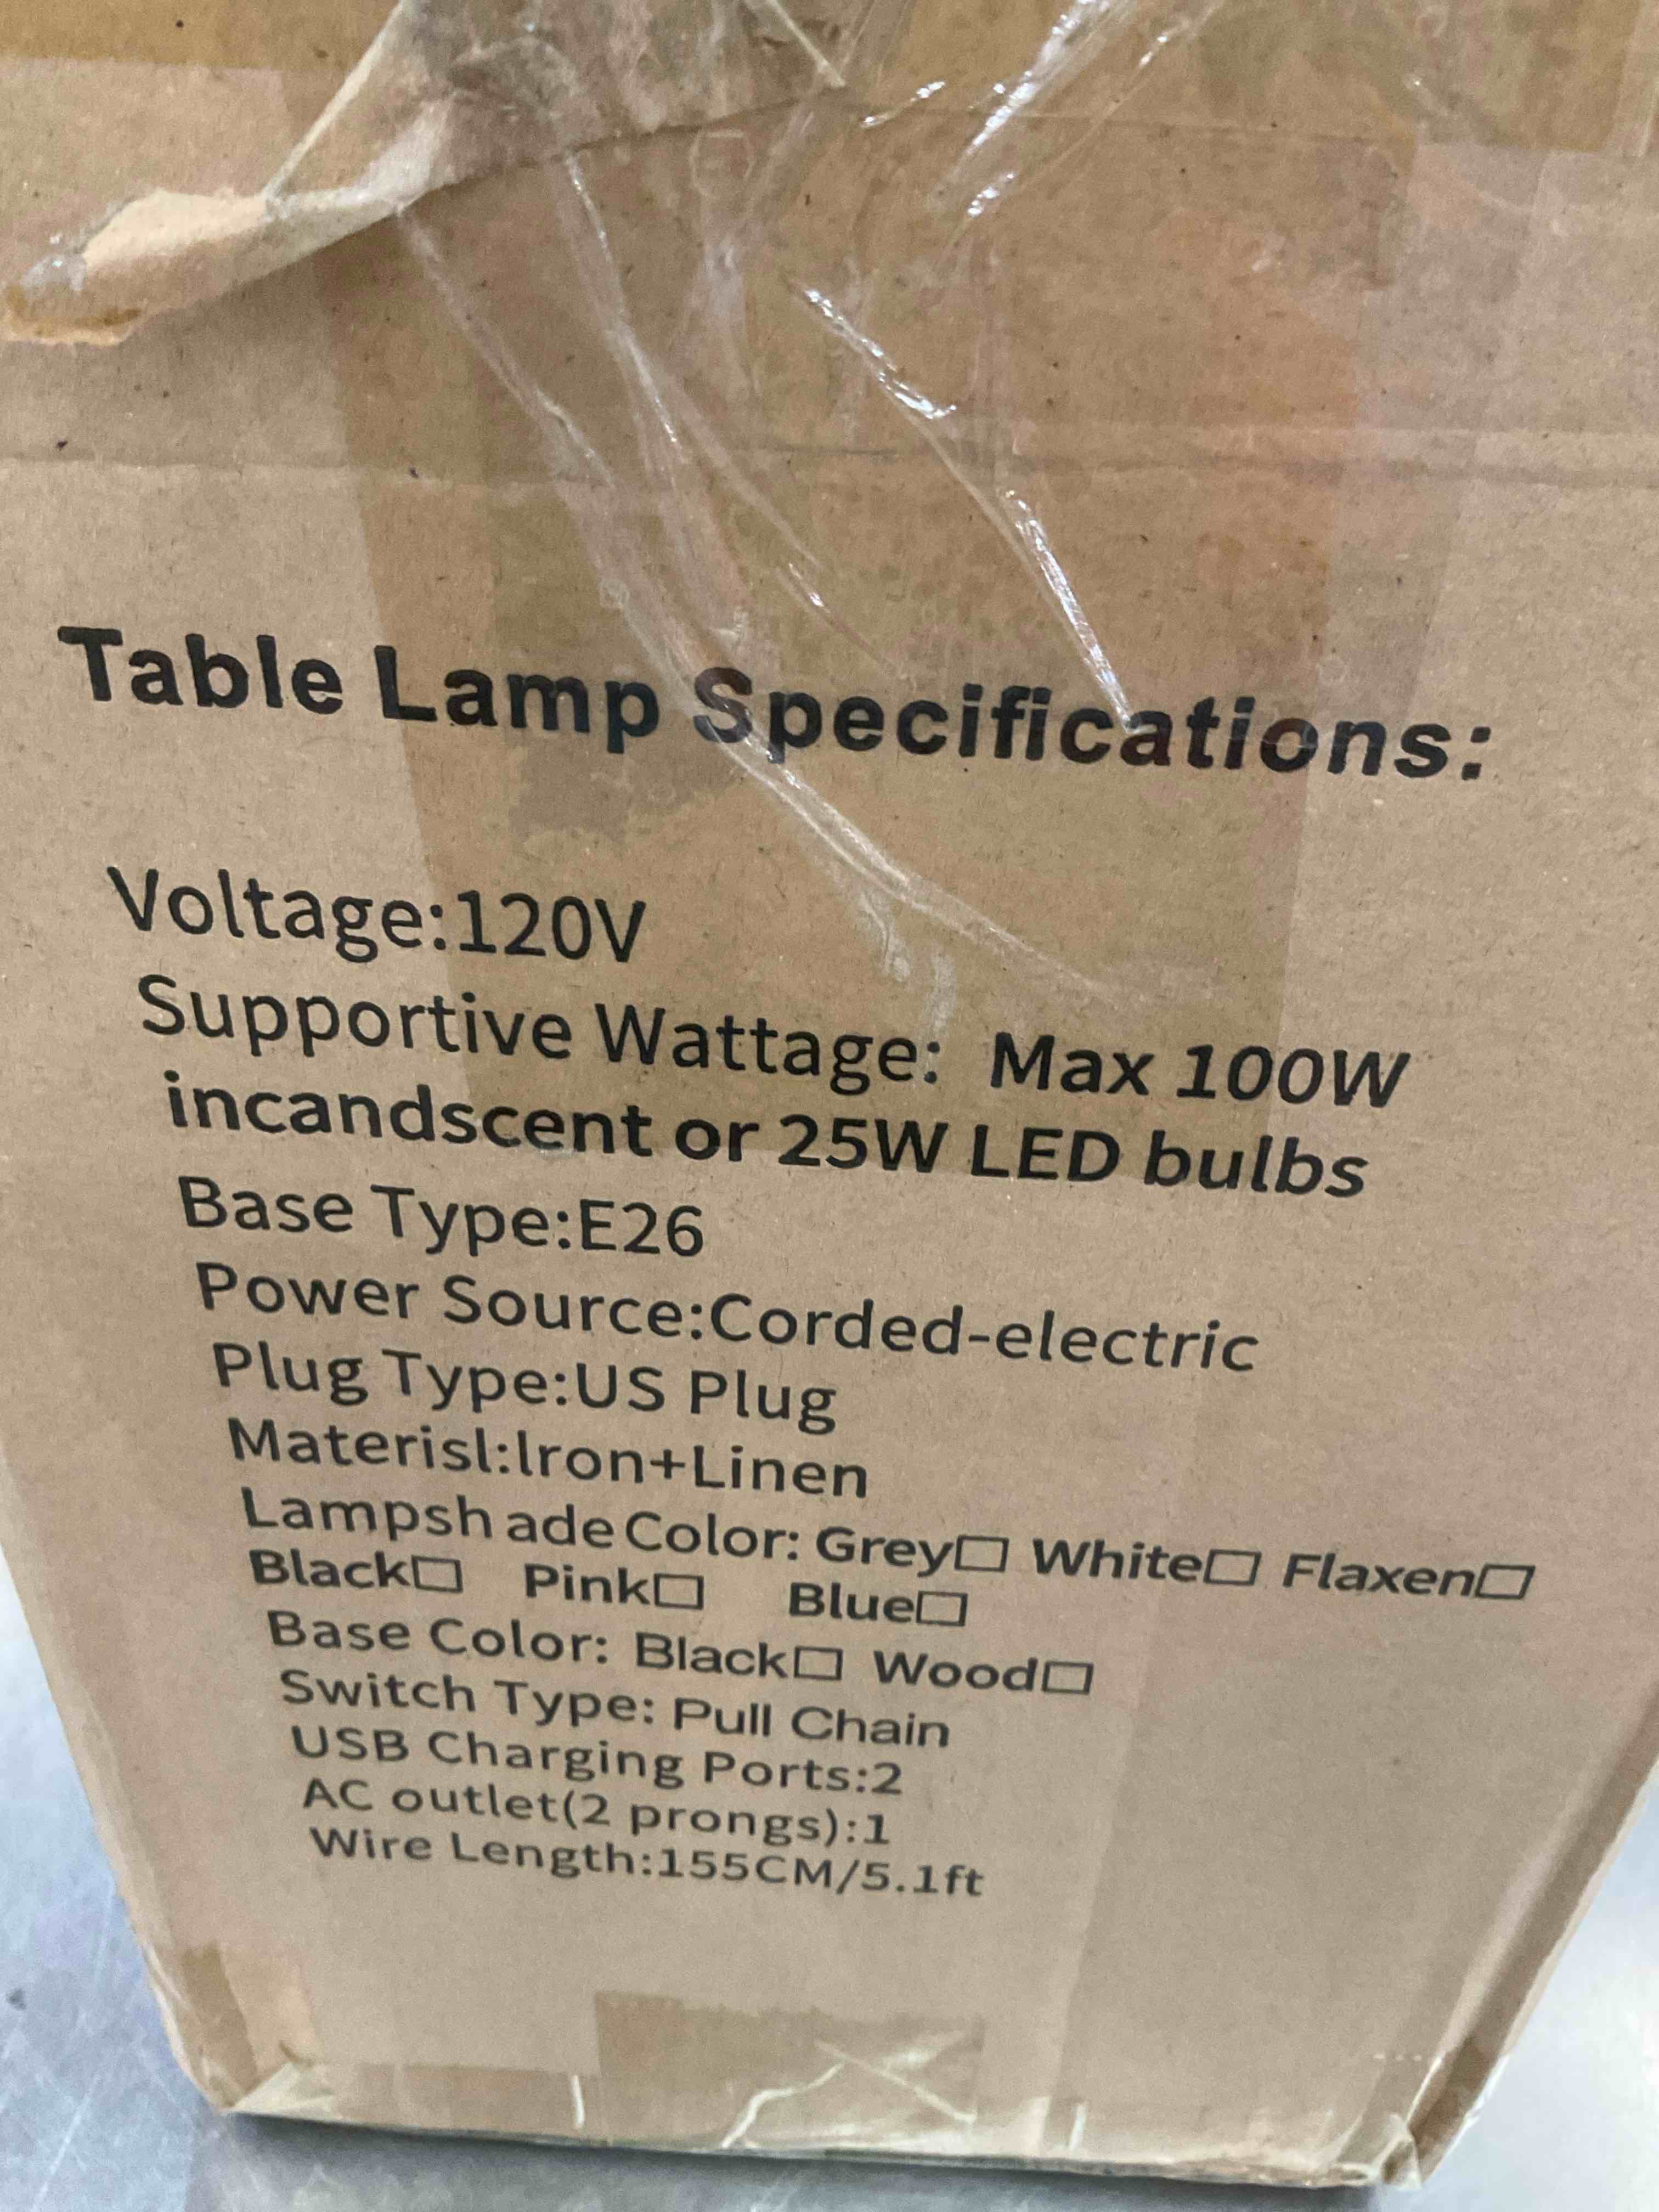 Table Lamp Specifications:
Voltage:120V
Supportive Wattage: Max 100W
incandscent or 25W LED bulbs
Base Type:E26
Power Source:Corded-electric
Plug Type:US Plug
Materisl:lron+Linen
Lampsh ade Color: Grey□ White□ Flaxen□
Black□ Pink□ Blue□
Base Color: Black□ Wood□
Switch Type: Pull Chain
USB Charging Ports:2
AC outlet(2 prongs):1
Wire Length:155CM/5.1ft